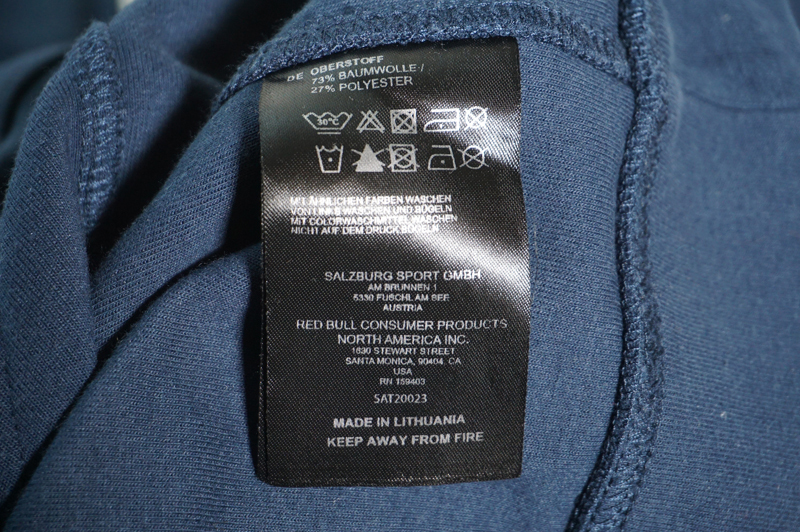 DE OBERSTOFF
73% BAUMWOLLE/
27% POLYESTER
30°C
MIT ÄHNLICHEN FARBEN WASCHEN
VON LINKS WASCHEN UND BÜGELN
MIT COLORWASCHMITTEL WASCHEN
NICHT AUF DEM DRUCK BÜGELN
SALZBURG SPORT GMBH
AM BRUNNEN 1
5330 FUSCHL AM SEE
AUSTRIA
RED BULL CONSUMER PRODUCTS
NORTH AMERICA INC.
1630 STEWART STREET
SANTA MONICA, 90404, CA
USA
RN 159403
SAT20023
MADE IN LITHUANIA
KEEP AWAY FROM FIRE